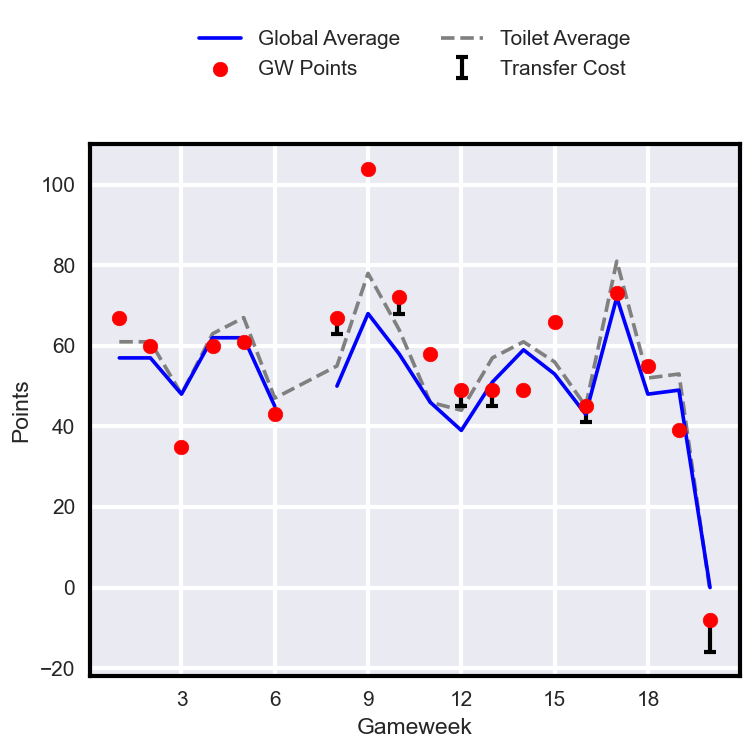 Global Average
Toilet Average
GW Points
Transfer Cost
100
80
60
40
20
0
−20
Points
3 6 9 12 15 18
Gameweek